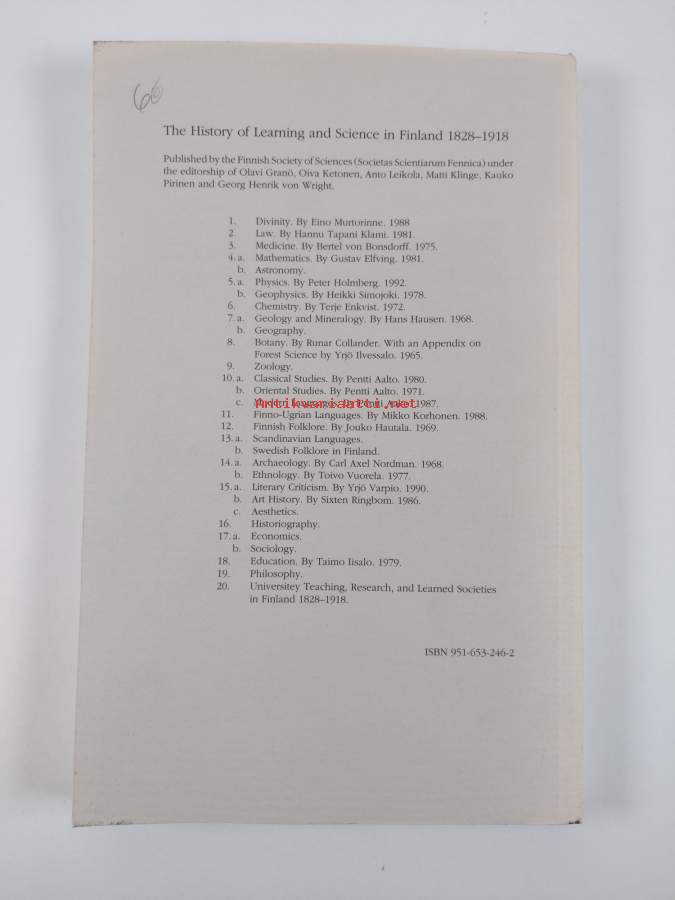 66
The History of Learning and Science in Finland 1828–1918
Published by the Finnish Society of Sciences (Societas Scientiarum Fennica) under
the editorship of Olavi Granö, Oiva Ketonen, Anto Leikola, Matti Klinge, Kauko
Pirinen and Georg Henrik von Wright.
1. Divinity. By Eino Murtorinne. 1988
2. Law. By Hannu Tapani Klami. 1981.
3. Medicine. By Bertel von Bonsdorff. 1975.
4. a. Mathematics. By Gustav Elfving. 1981.
b. Astronomy.
5. a. Physics. By Peter Holmberg. 1992.
b. Geophysics. By Heikki Simojoki. 1978.
6. Chemistry. By Terje Enkvist. 1972.
7. a. Geology and Mineralogy. By Hans Hausen. 1968.
b. Geography.
8. Botany. By Runar Collander. With an Appendix on
Forest Science by Yrjö Ilvessalo. 1965.
9. Zoology.
10. a. Classical Studies. By Pentti Aalto. 1980.
b. Oriental Studies. By Pentti Aalto. 1971.
c. Modern Languages. By Pentti Aalto. 1987.
Antikvariaatti.net
11. Finno-Ugrian Languages. By Mikko Korhonen. 1988.
12. Finnish Folklore. By Jouko Hautala. 1969.
13. a. Scandinavian Languages.
b. Swedish Folklore in Finland.
14. a. Archaeology. By Carl Axel Nordman. 1968.
b. Ethnology. By Toivo Vuorela. 1977.
15. a. Literary Criticism. By Yrjö Varpio. 1990.
b. Art History. By Sixten Ringbom. 1986.
c. Aesthetics.
16. Historiography.
17. a. Economics.
b. Sociology.
18. Education. By Taimo Iisalo. 1979.
19. Philosophy.
20. Universitey Teaching, Research, and Learned Societies
in Finland 1828–1918.
ISBN 951-653-246-2